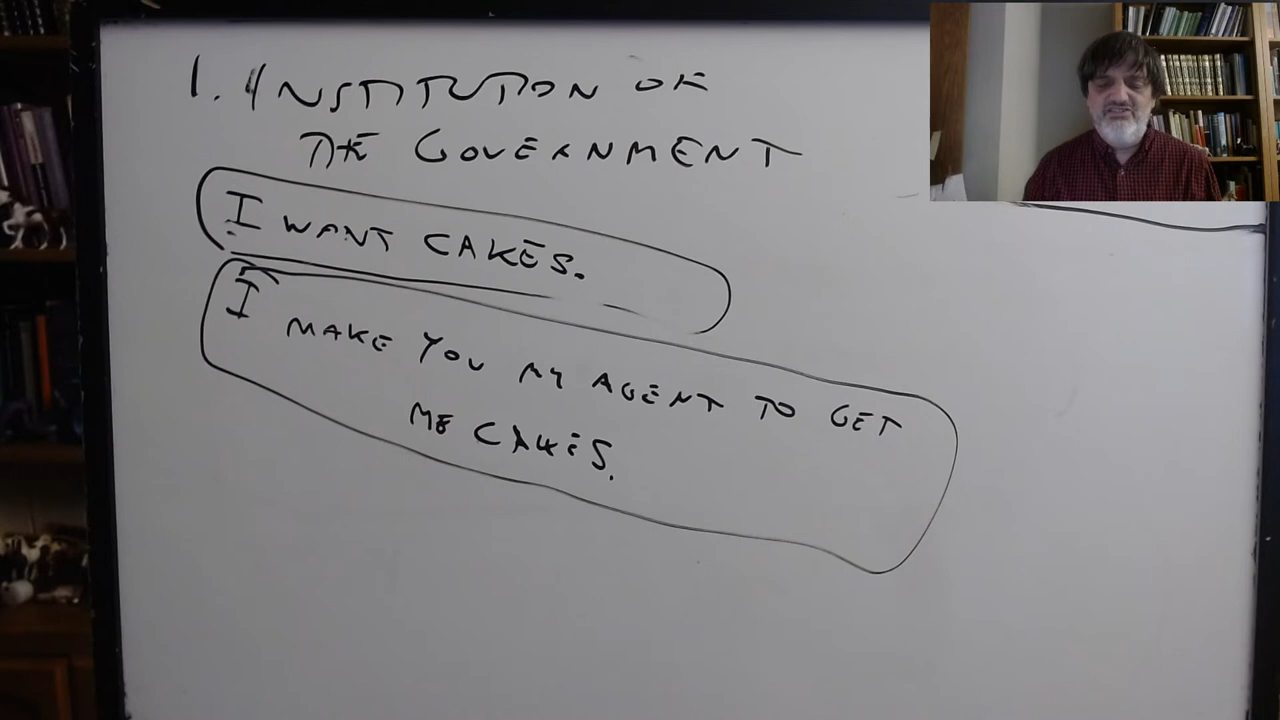 1. INSTITUTION OF
THE GOVERNMENT
I WANT CAKES.
I MAKE YOU MY AGENT TO GET
ME CAKES.